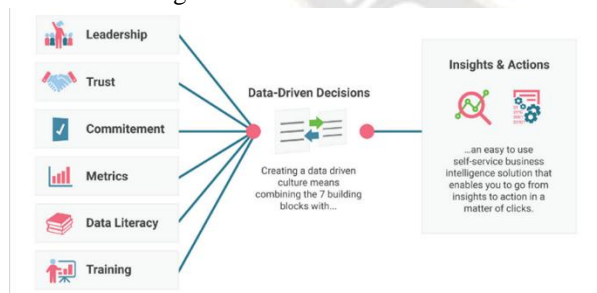 Leadership
Trust
Commitement
Metrics
Data Literacy
Training
Data-Driven Decisions
Creating a data driven
culture means
combining the 7 building
blocks with...
Insights & Actions
...an easy to use
self-service business
intelligence solution that
enables you to go from
insights to action in a
matter of clicks.